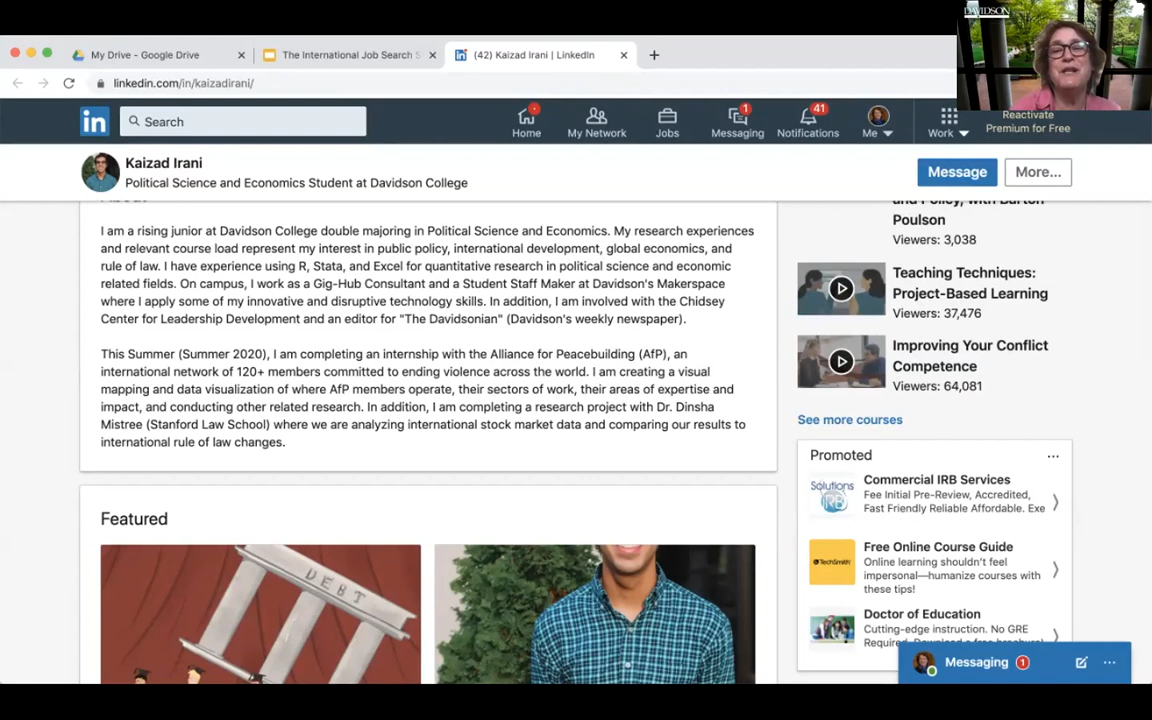 DAVIDSON
My Drive - Google Drive
The International Job Search S
(42) Kaizad Irani | LinkedIn
linkedin.com/in/kaizadirani/
in
Search
Home
My Network
Jobs
1
Messaging
41
Notifications
Me
Work
Reactivate
Premium for Free
Kaizad Irani
Political Science and Economics Student at Davidson College
Message
More...
About
I am a rising junior at Davidson College double majoring in Political Science and Economics. My research experiences
and relevant course load represent my interest in public policy, international development, global economics, and
rule of law. I have experience using R, Stata, and Excel for quantitative research in political science and economic
related fields. On campus, I work as a Gig-Hub Consultant and a Student Staff Maker at Davidson's Makerspace
where I apply some of my innovative and disruptive technology skills. In addition, I am involved with the Chidsey
Center for Leadership Development and an editor for "The Davidsonian" (Davidson's weekly newspaper).
This Summer (Summer 2020), I am completing an internship with the Alliance for Peacebuilding (AfP), an
international network of 120+ members committed to ending violence across the world. I am creating a visual
mapping and data visualization of where AfP members operate, their sectors of work, their areas of expertise and
impact, and conducting other related research. In addition, I am completing a research project with Dr. Dinsha
Mistree (Stanford Law School) where we are analyzing international stock market data and comparing our results to
international rule of law changes.
Featured
DEBT
and Policy, with Barton
Poulson
Viewers: 3,038
Teaching Techniques:
Project-Based Learning
Viewers: 37,476
Improving Your Conflict
Competence
Viewers: 64,081
See more courses
Promoted
Solutions
IRB
Commercial IRB Services
Fee Initial Pre-Review, Accredited,
Fast Friendly Reliable Affordable. Exe
TechSmith
Free Online Course Guide
Online learning shouldn't feel
impersonal—humanize courses with
these tips!
Doctor of Education
Cutting-edge instruction. No GRE
Required. Download a free brochure!
Messaging 1